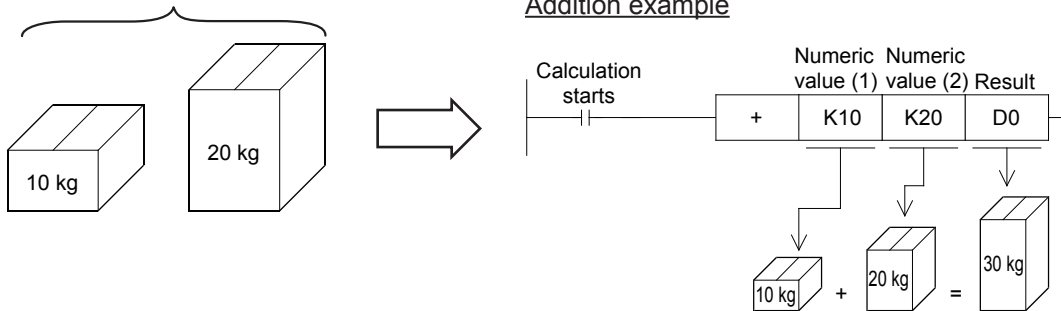 Addition example
10 kg
20 kg
Calculation
starts
Numeric
value (1)
Numeric
value (2)
Result
+ K10 K20 D0
10 kg + 20 kg = 30 kg